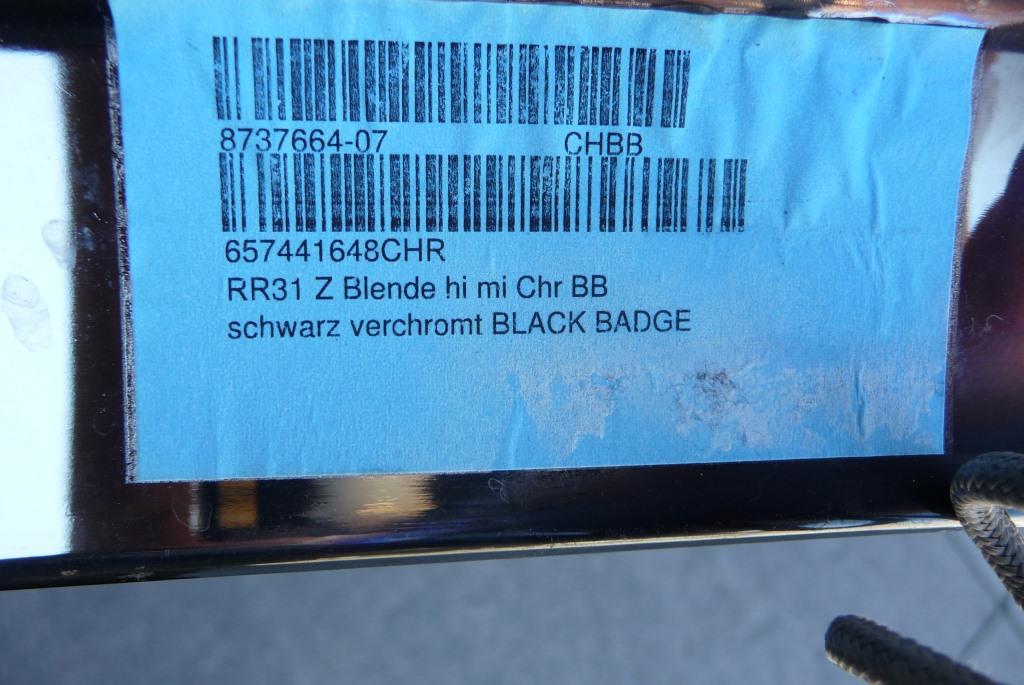 8737664-07 CHBB
657441648CHR
RR31 Z Blende hi mi Chr BB
schwarz verchromt BLACK BADGE